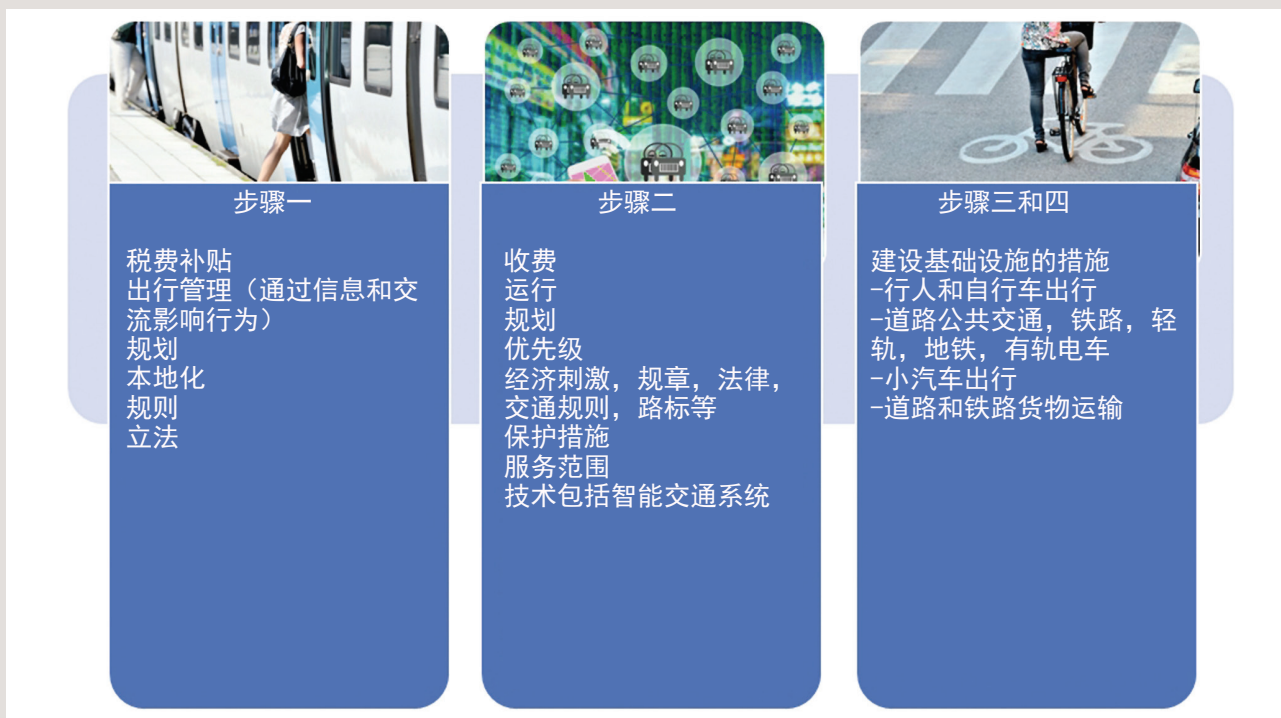 步骤一
税费补贴
出行管理（通过信息和交
流影响行为）
规划
本地化
规则
立法
步骤二
收费
运行
规划
优先级
经济刺激，规章，法律，
交通规则，路标等
保护措施
服务范围
技术包括智能交通系统
步骤三和四
建设基础设施的措施
-行人和自行车出行
-道路公共交通，铁路，轻
轨，地铁，有轨电车
-小汽车出行
-道路和铁路货物运输